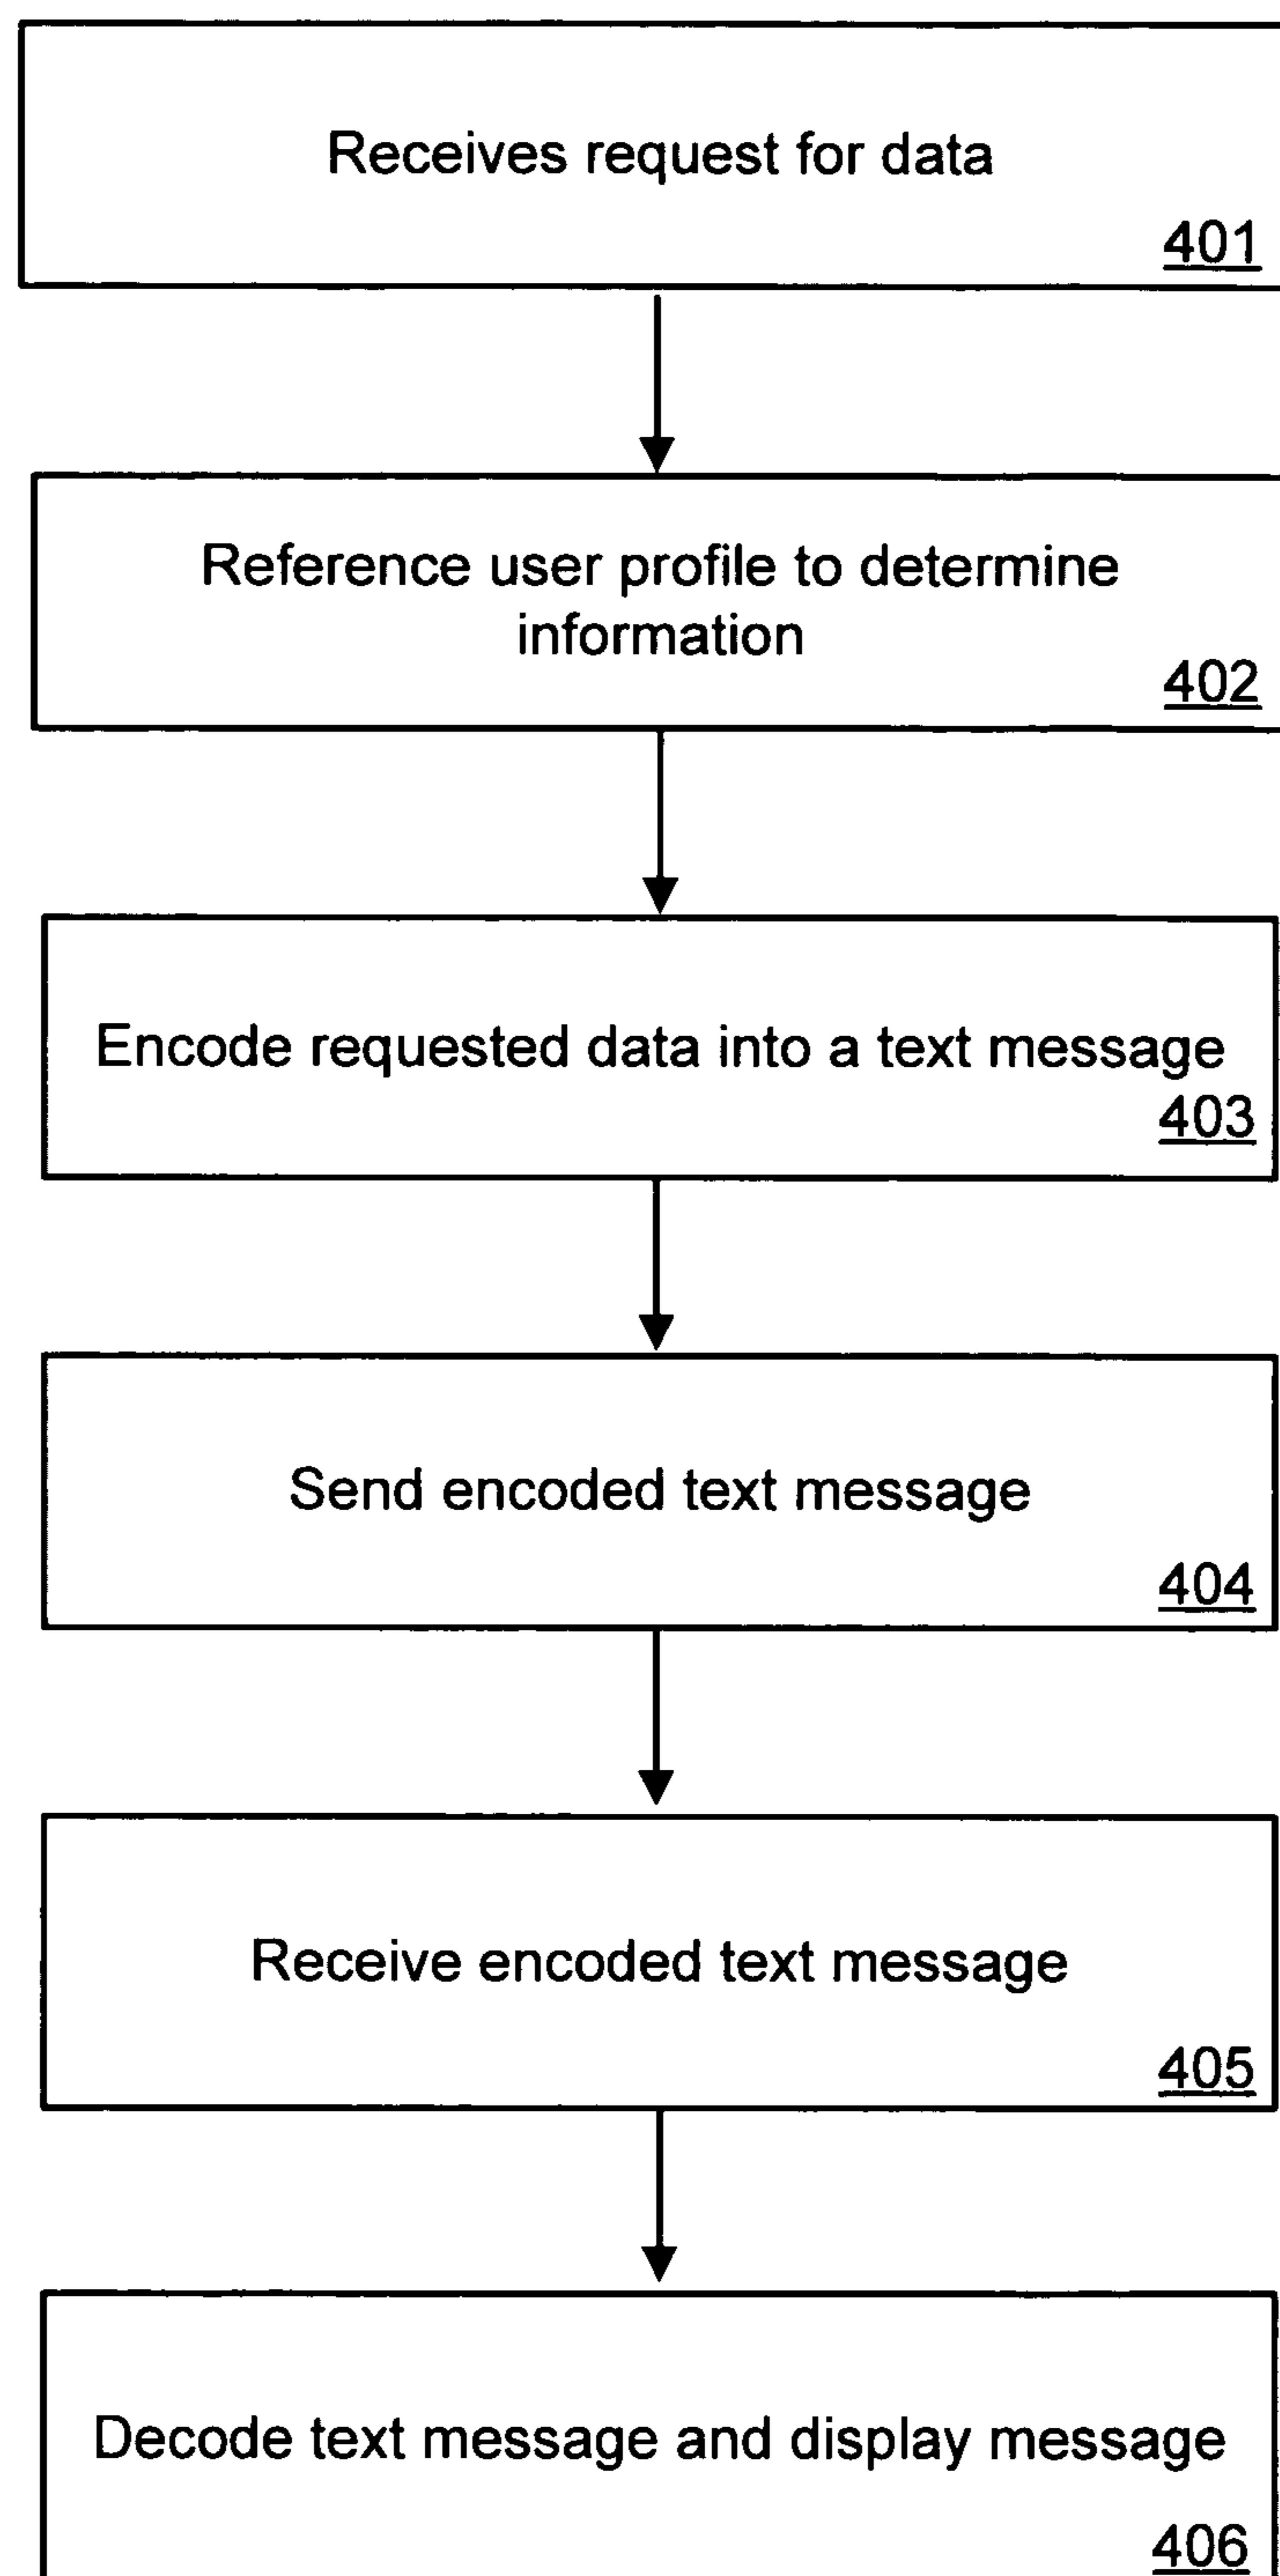 Receives request for data
401
Reference user profile to determine
information
402
Encode requested data into a text message
403
Send encoded text message
404
Receive encoded text message
405
Decode text message and display message
406